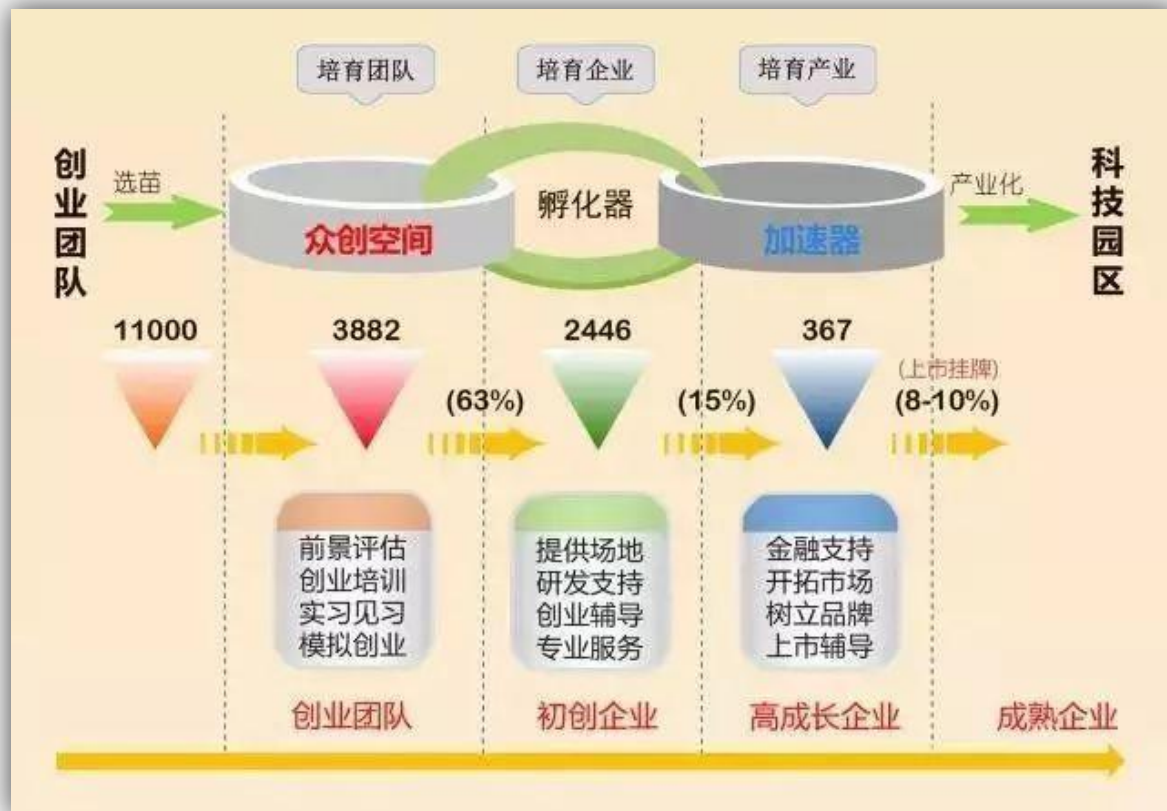 培育团队
培育企业
培育产业
创业团队
选苗
众创空间
孵化器
加速器
产业化
科技园区
11000
3882
2446
367
(上市挂牌)
(63%)
(15%)
(8-10%)
前景评估
创业培训
实习见习
模拟创业
提供场地
研发支持
创业辅导
专业服务
金融支持
开拓市场
树立品牌
上市辅导
创业团队
初创企业
高成长企业
成熟企业